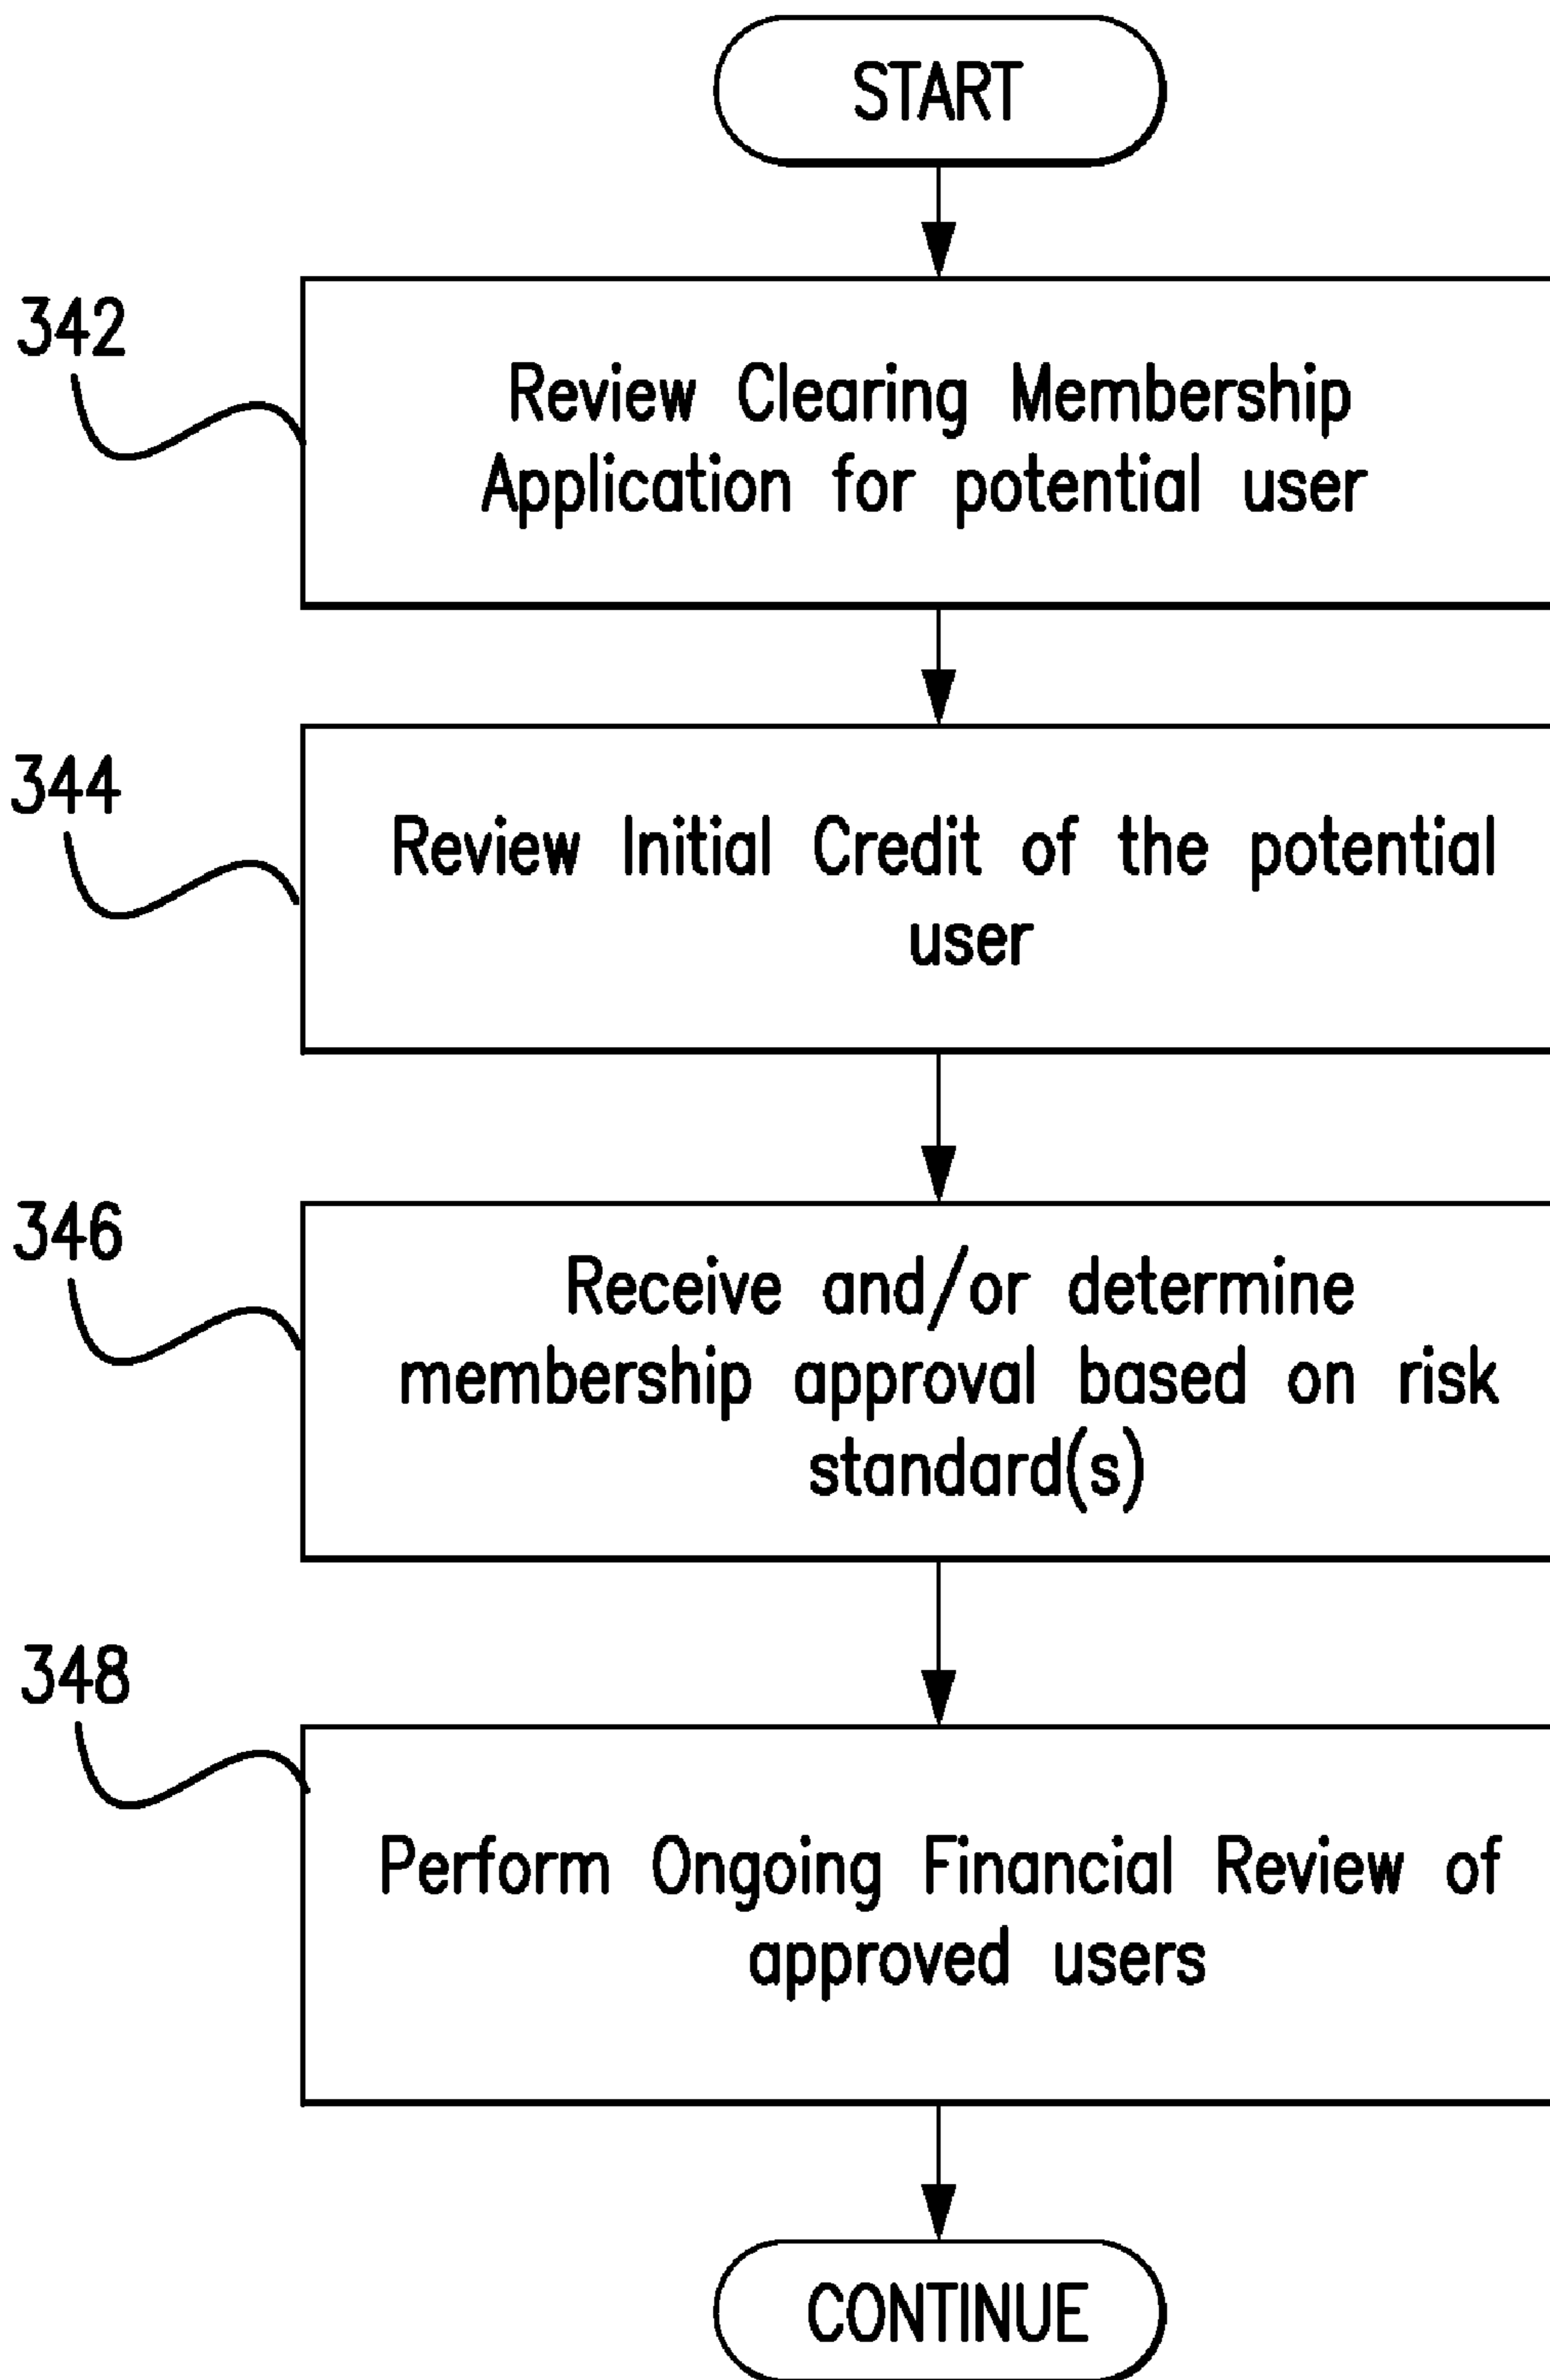 START
342
Review Clearing Membership
Application for potential user
344
Review Initial Credit of the potential
user
346
Receive and/or determine
membership approval based on risk
standard(s)
348
Perform Ongoing Financial Review of
approved users
CONTINUE